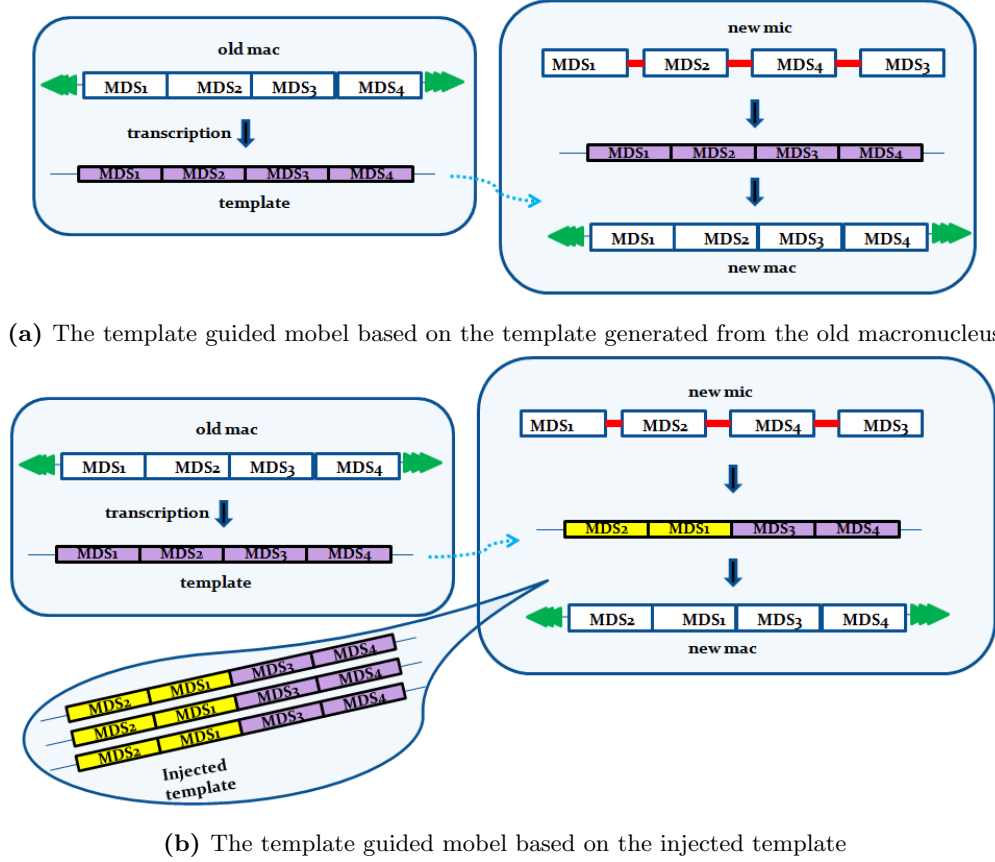 old mac
MDS1 MDS2 MDS3 MDS4
transcription
MDS1 MDS2 MDS3 MDS4
template
new mic
MDS1 MDS2 MDS4 MDS3
MDS1 MDS2 MDS3 MDS4
MDS1 MDS2 MDS3 MDS4
new mac
(a) The template guided mobel based on the template generated from the old macronucleus
old mac
MDS1 MDS2 MDS3 MDS4
transcription
MDS1 MDS2 MDS3 MDS4
template
new mic
MDS1 MDS2 MDS4 MDS3
MDS2 MDS1 MDS3 MDS4
MDS2 MDS1 MDS3 MDS4
new mac
MDS2 MDS1 MDS3 MDS4
MDS2 MDS1 MDS3 MDS4
MDS2 MDS1 MDS3 MDS4
Injected
template
(b) The template guided mobel based on the injected template